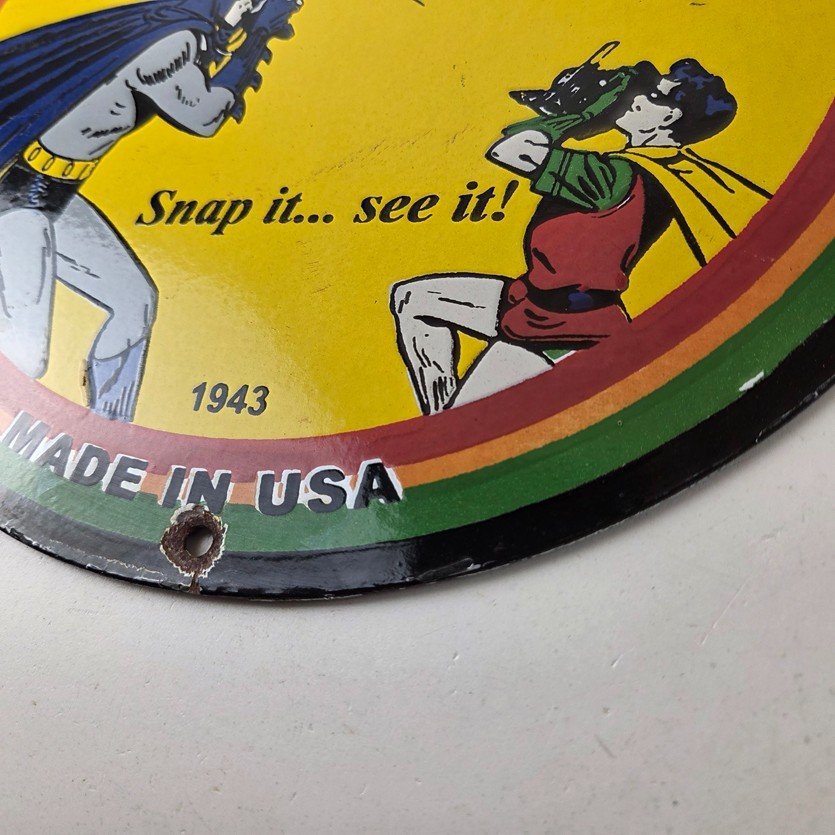 Snap it... see it!
1943
MADE IN USA